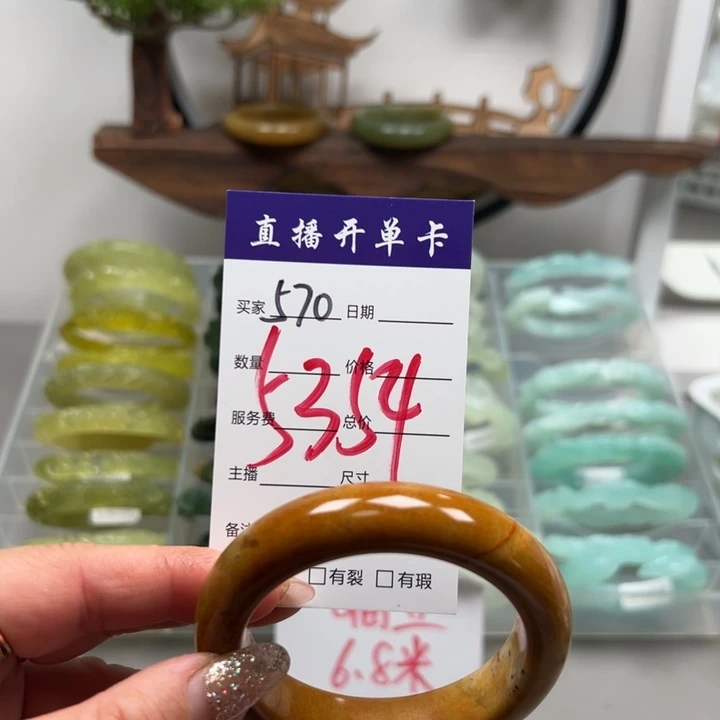 直播开单卡
买家 570 日期
数量 价格
5354
服务费 总价
主播 尺寸
□有裂 □有瑕
6.8米